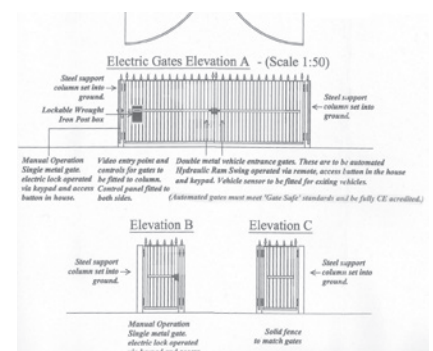 Electric Gates Elevation A - (Scale 1:50)
Steel support
column set into
ground.
Steel support
column set into
ground.
Lockable Wrought
Iron Post box
Manual Operation
Single metal gate.
electric lock operated
via keypad and access
button in house.
Video entry point and
controls for gates to
be fitted to column.
Control panel fitted to
both sides.
Double metal vehicle entrance gates. These are to be automated
Hydraulic Ram Swing operated via remote, access button in the house
and keypad. Vehicle sensor to be fitted for exiting vehicles.
(Automated gates must meet 'Gate Safe' standards and be fully CE acredited.)
Elevation B
Steel support
column set into
ground.
Manual Operation
Single metal gate.
electric lock operated
Elevation C
Steel support
column set into
ground.
Solid fence
to match gates